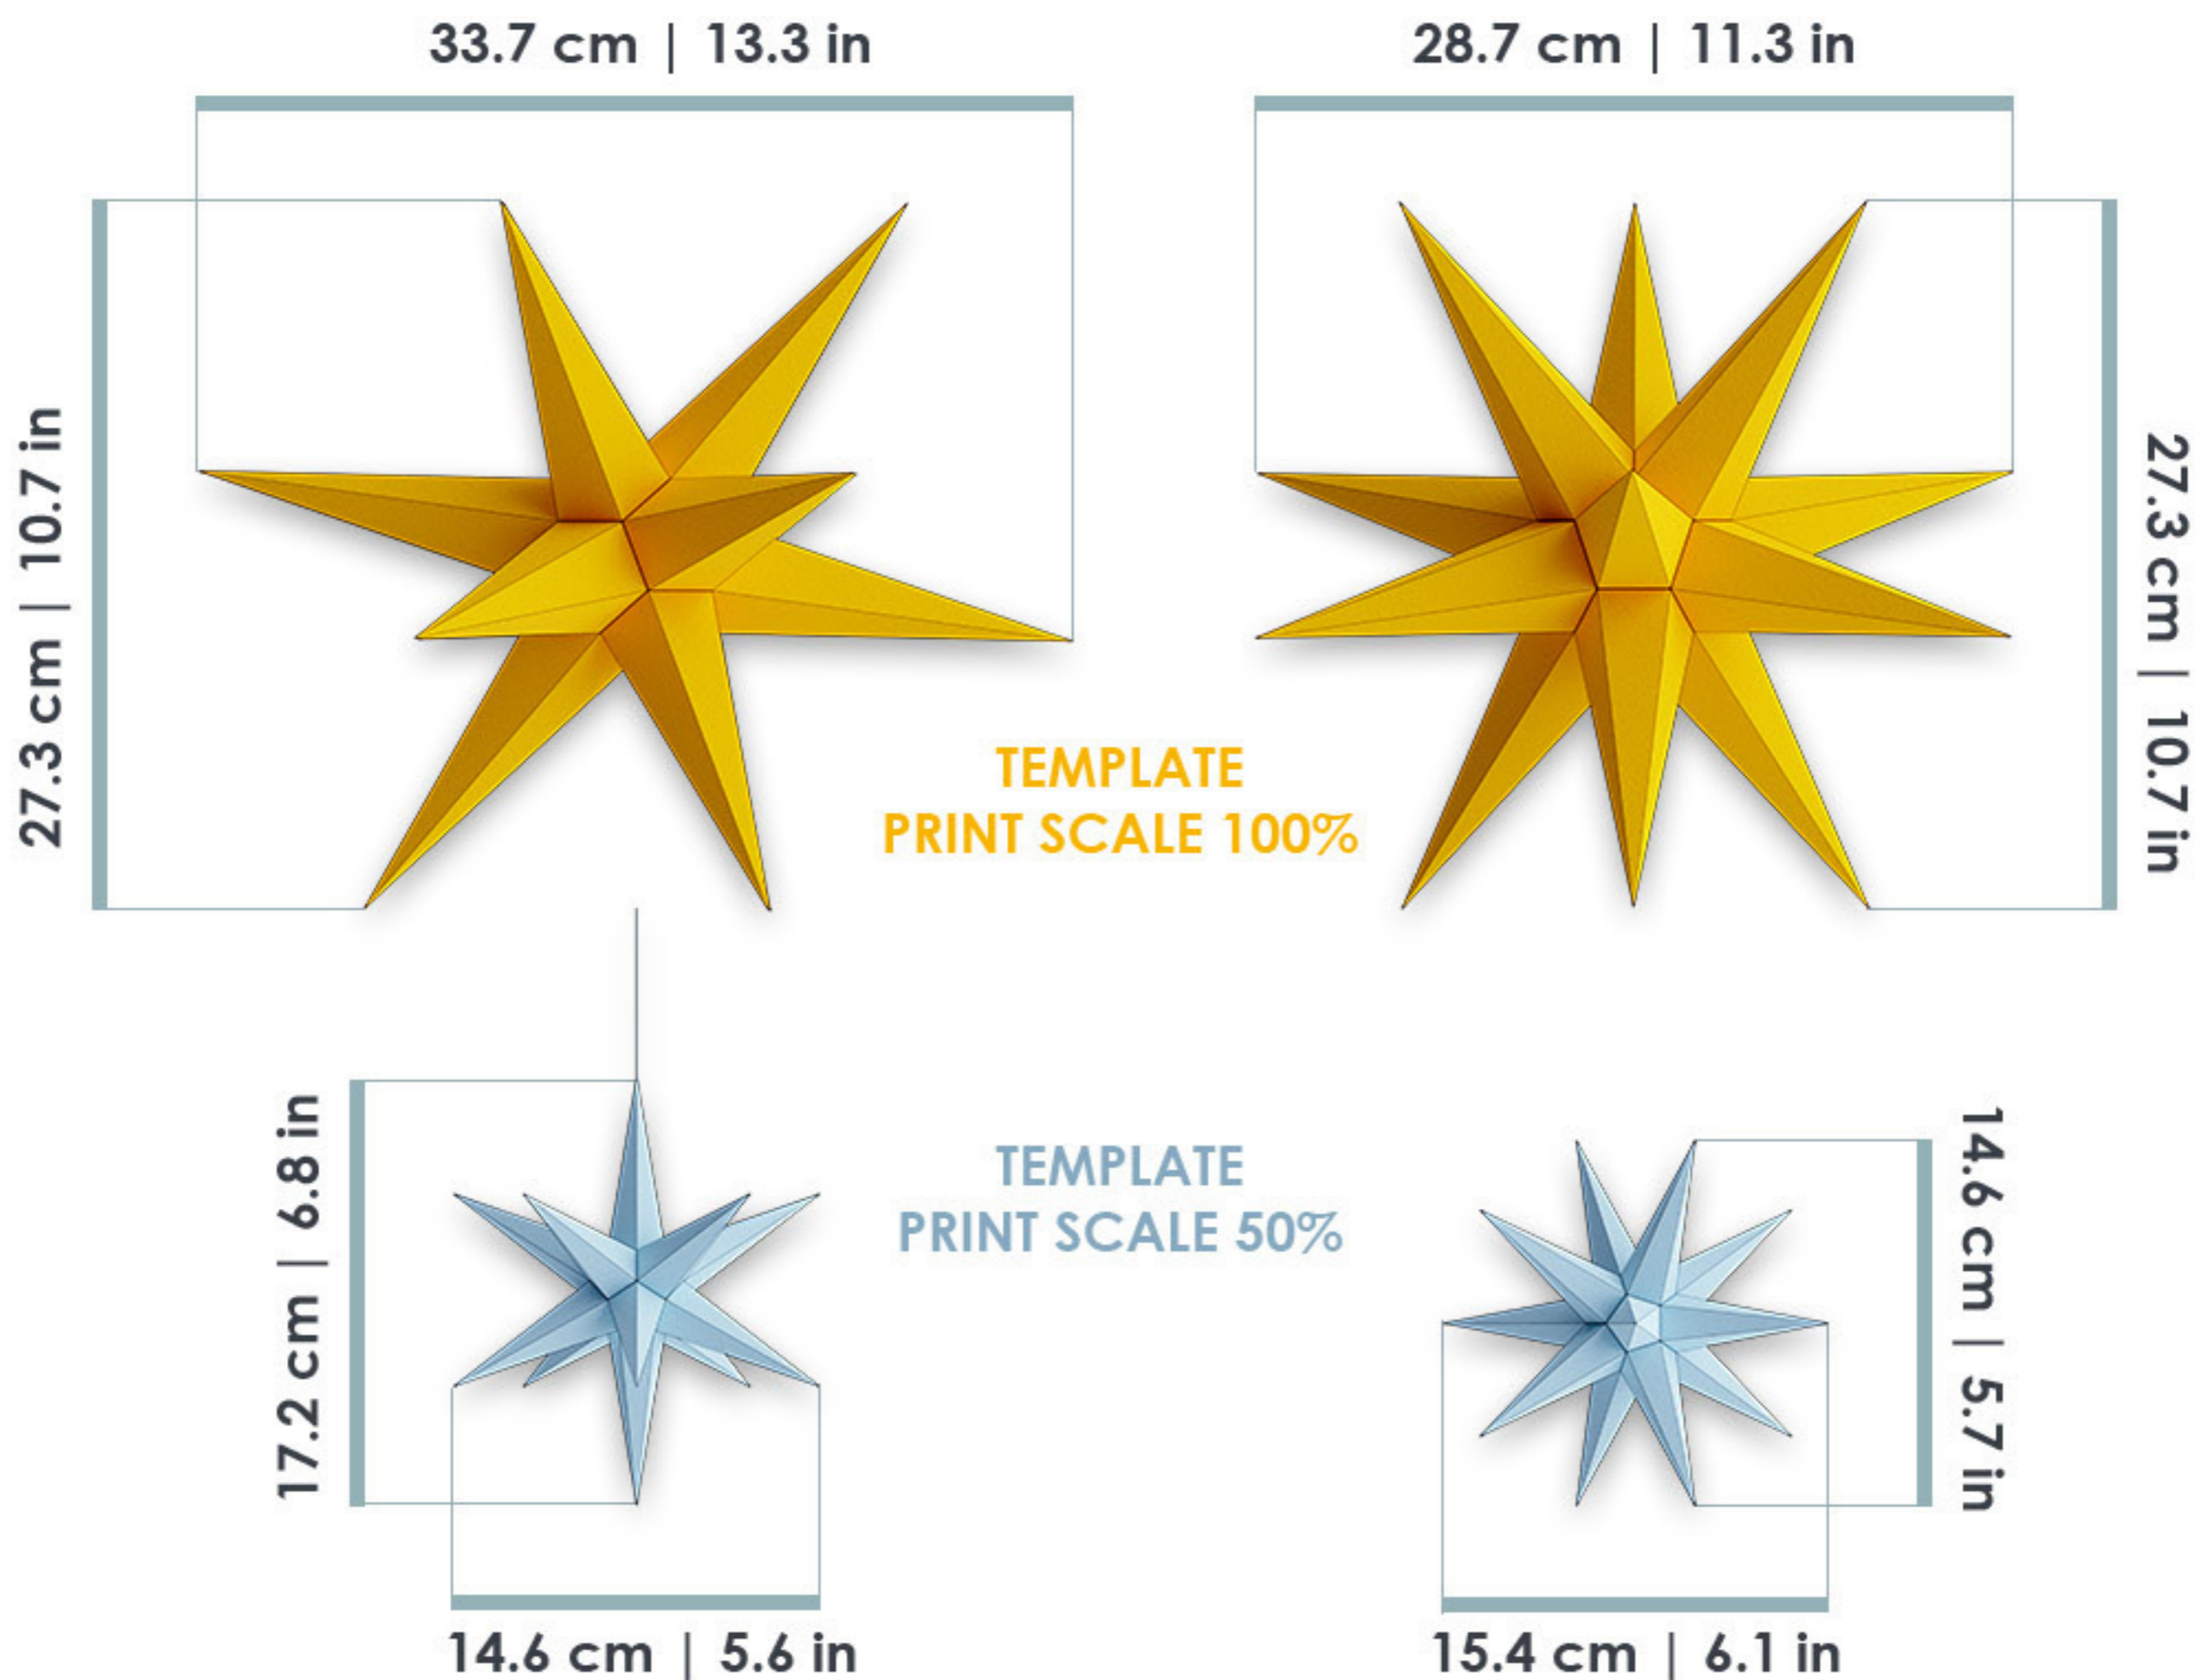 33.7 cm | 13.3 in
28.7 cm | 11.3 in
27.3 cm | 10.7 in
27.3 cm | 10.7 in
TEMPLATE
PRINT SCALE 100%
17.2 cm | 6.8 in
TEMPLATE
PRINT SCALE 50%
14.6 cm | 5.7 in
14.6 cm | 5.6 in
15.4 cm | 6.1 in